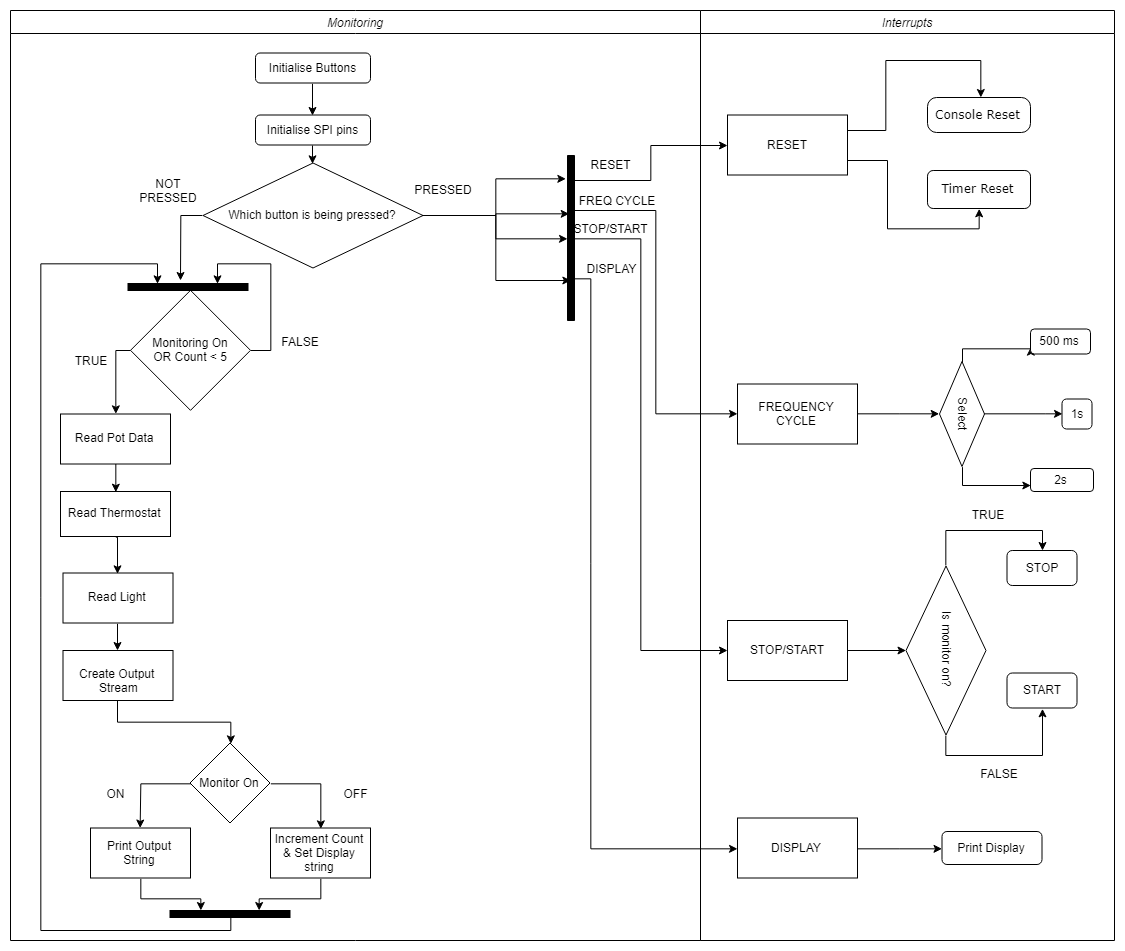 Monitoring
Interrupts
Initialise Buttons
Initialise SPI pins
Which button is being pressed?
NOT
PRESSED
PRESSED
RESET
FREQ CYCLE
STOP/START
DISPLAY
Monitoring On
OR Count < 5
TRUE
FALSE
Read Pot Data
Read Thermostat
Read Light
Create Output
Stream
Monitor On
ON
OFF
Print Output
String
Increment Count
& Set Display
string
RESET
Console Reset
Timer Reset
FREQUENCY
CYCLE
Select
500 ms
1s
2s
STOP/START
Is monitor on?
TRUE
STOP
START
FALSE
DISPLAY
Print Display